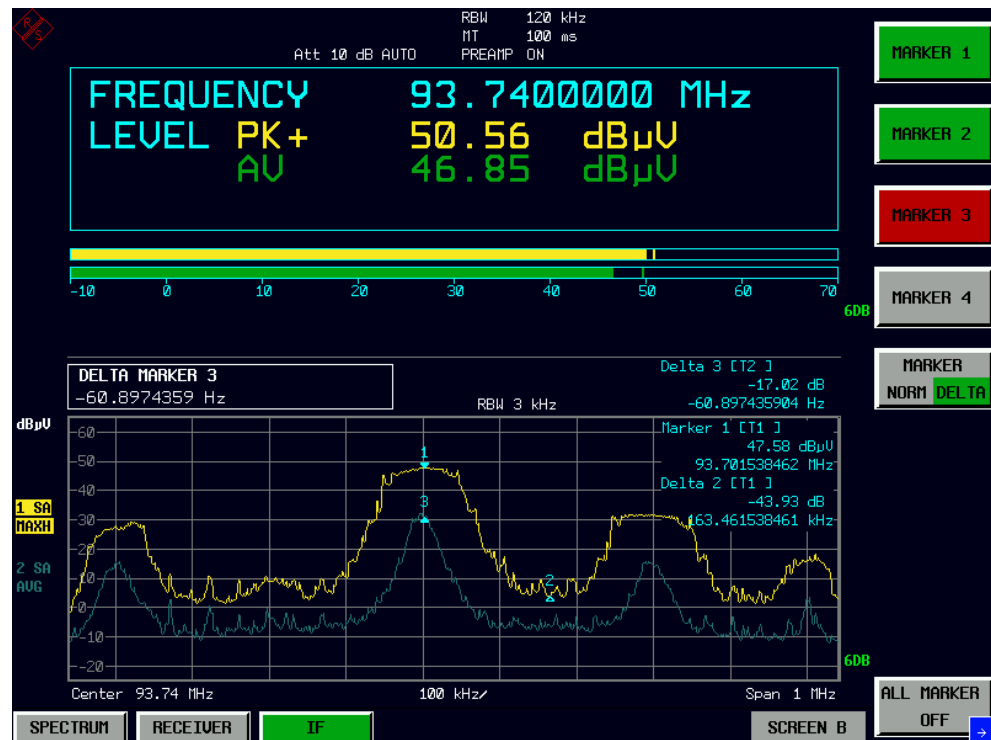 R/S
RBW 120 kHz
MT 100 ms
Att 10 dB AUTO PREAMP ON
FREQUENCY 93.7400000 MHz
LEVEL PK+ 50.56 dBµV
AV 46.85 dBµV
-10 0 10 20 30 40 50 60 70
6DB
DELTA MARKER 3
-60.8974359 Hz
RBW 3 kHz
Delta 3 [T2 ]
-17.02 dB
-60.897435904 Hz
Marker 1 [T1 ]
47.58 dBµV
93.701538462 MHz
Delta 2 [T1 ]
-43.93 dB
163.461538461 kHz
dBµV
60
50
40
30
20
10
0
-10
-20
1
3
2
1 SA
MAXH
2 SA
AVG
6DB
Center 93.74 MHz 100 kHz/ Span 1 MHz
SPECTRUM RECEIVER IF SCREEN B
MARKER 1
MARKER 2
MARKER 3
MARKER 4
MARKER
NORM DELTA
ALL MARKER
OFF
→